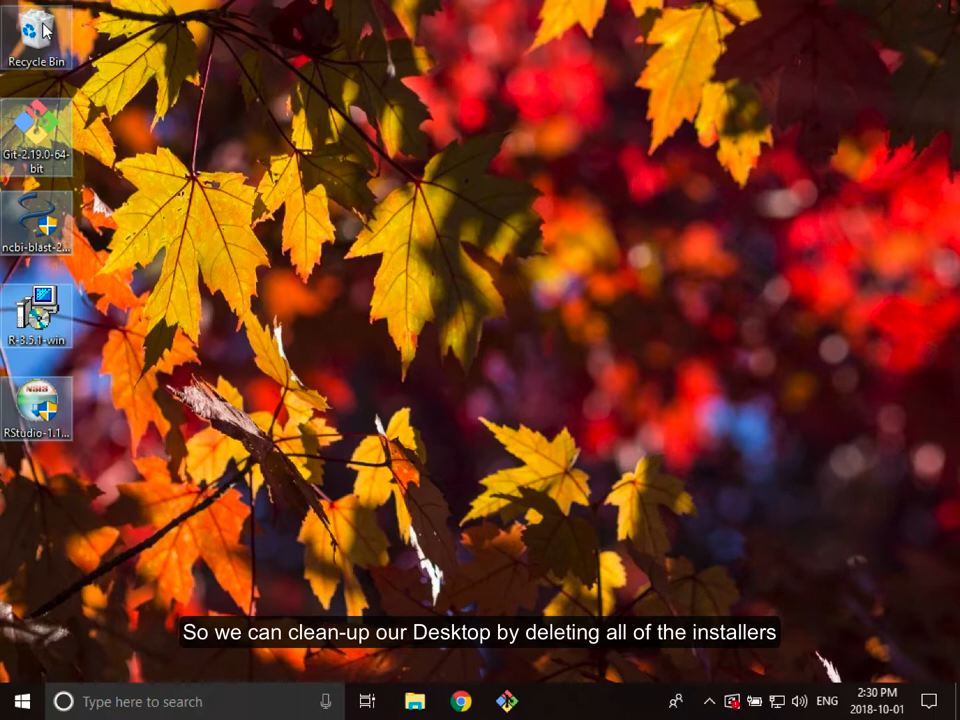 Recycle Bin
Git-2.19.0-64-
bit
ncbi-blast-2...
R-3.5.1-win
NSIS
RStudio-1.1...
So we can clean-up our Desktop by deleting all of the installers
Type here to search
ENG
2:30 PM
2018-10-01